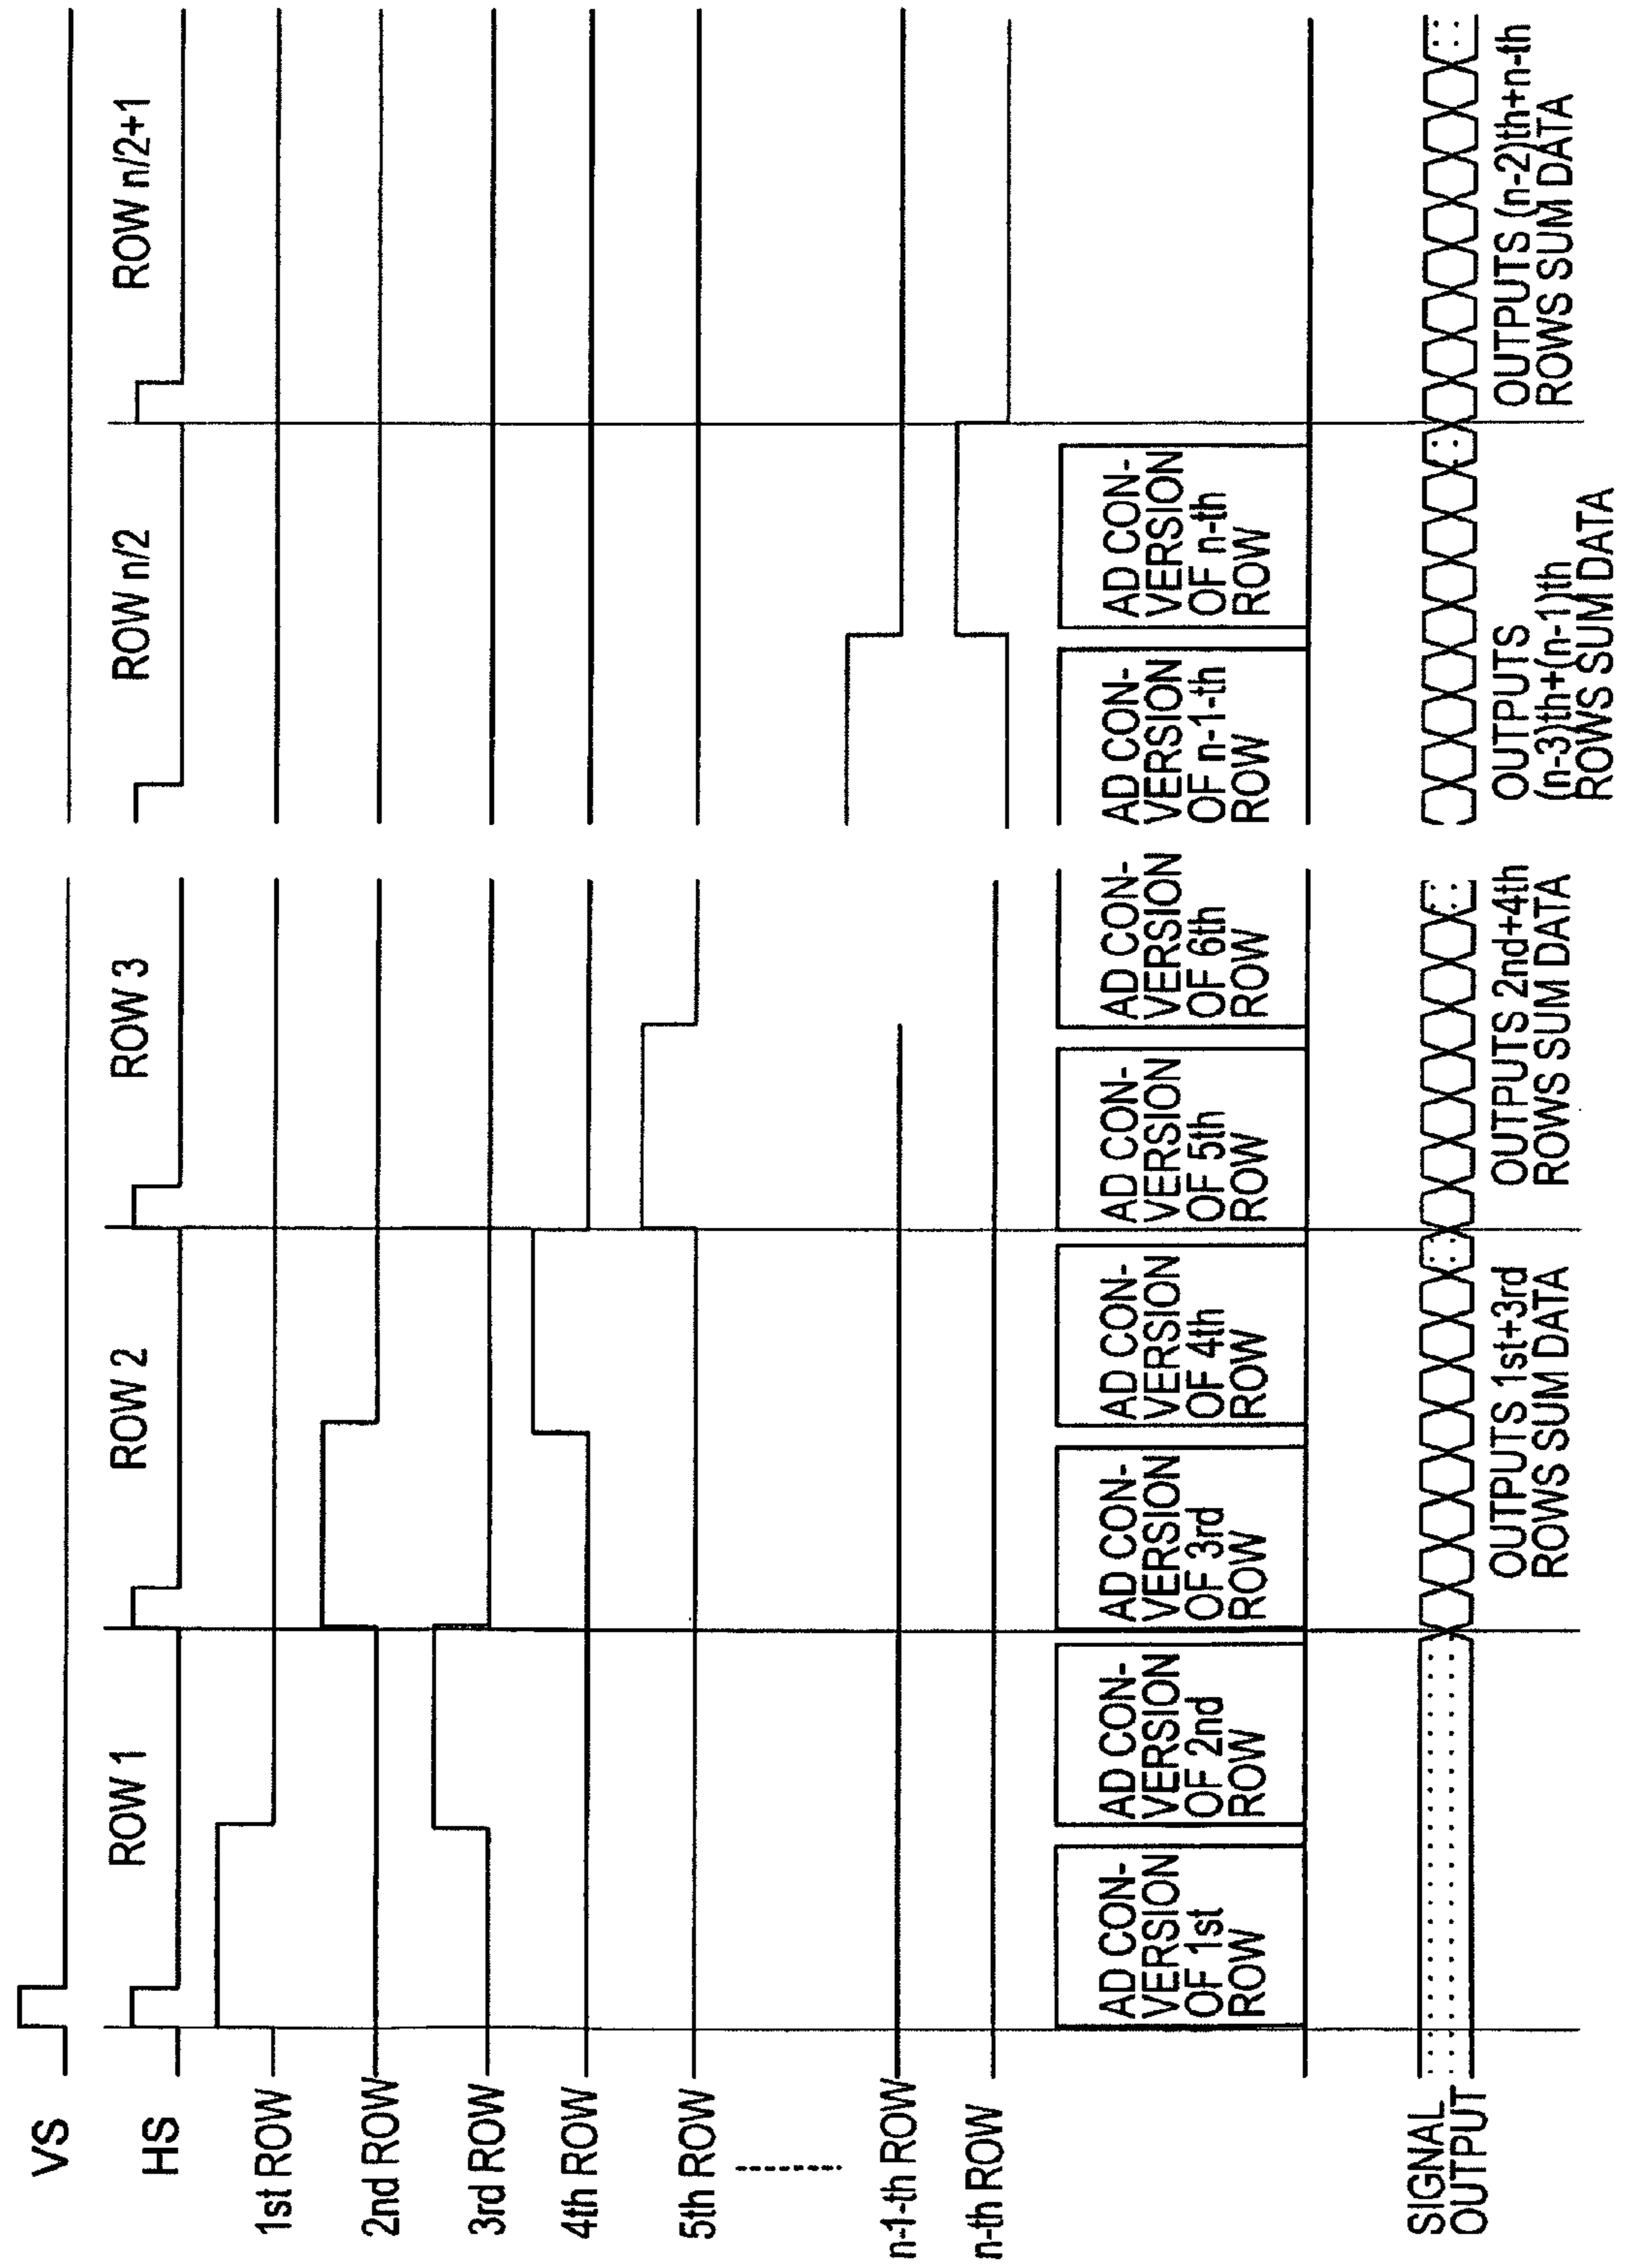 VS
HS
ROW 1
ROW 2
ROW 3
ROW n/2
ROW n/2+1
1st ROW
2nd ROW
3rd ROW
4th ROW
5th ROW
n-1-th ROW
n-th ROW
AD CON-
VERSION
OF 1st
ROW
AD CON-
VERSION
OF 2nd
ROW
AD CON-
VERSION
OF 3rd
ROW
AD CON-
VERSION
OF 4th
ROW
AD CON-
VERSION
OF 5th
ROW
AD CON-
VERSION
OF 6th
ROW
AD CON-
VERSION
OF n-1-th
ROW
AD CON-
VERSION
OF n-th
ROW
SIGNAL
OUTPUT
OUTPUTS 1st+3rd
ROWS SUM DATA
OUTPUTS 2nd+4th
ROWS SUM DATA
OUTPUTS
(n-3)th+(n-1)th
ROWS SUM DATA
OUTPUTS (n-2)th+n-th
ROWS SUM DATA